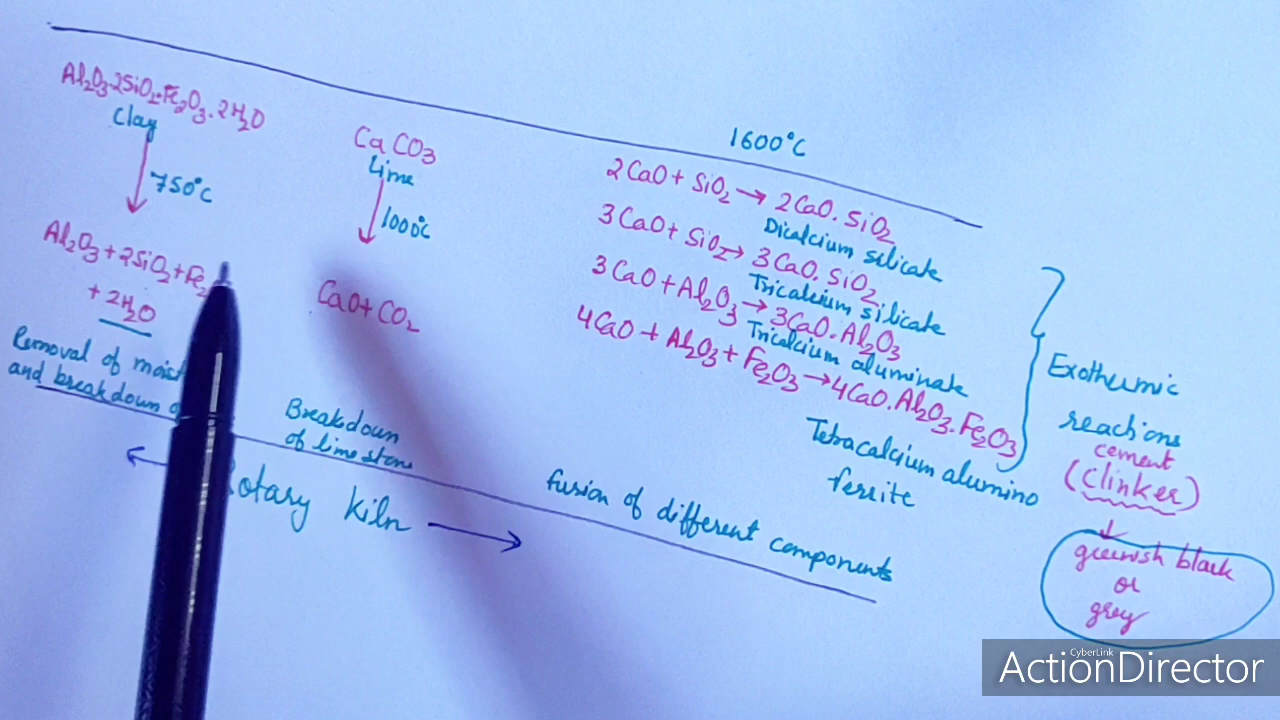 Al₂O₃.2SiO₂.Fe₂O₃.2H₂O
Clay
750°C
Al₂O₃ + 2SiO₂ +
+ 2H₂O
Removal of
and breakdown
CaCO₃
Lime
1000°C
CaO + CO₂
Breakdown
of lime stone
1600°C
2CaO + SiO₂ → 2CaO.SiO₂
Dicalcium silicate
3CaO + SiO₂ → 3CaO.SiO₂
Tricalcium silicate
3CaO + Al₂O₃ → 3CaO.Al₂O₃
Tricalcium aluminate
4CaO + Al₂O₃ + Fe₂O₃ → 4CaO.Al₂O₃.Fe₂O₃
Tetracalcium alumino
ferrite
fusion of different components
Exothermic
reactions
cement
(Clinker)
greenish black
or
grey
Kiln
CyberLink
ActionDirector